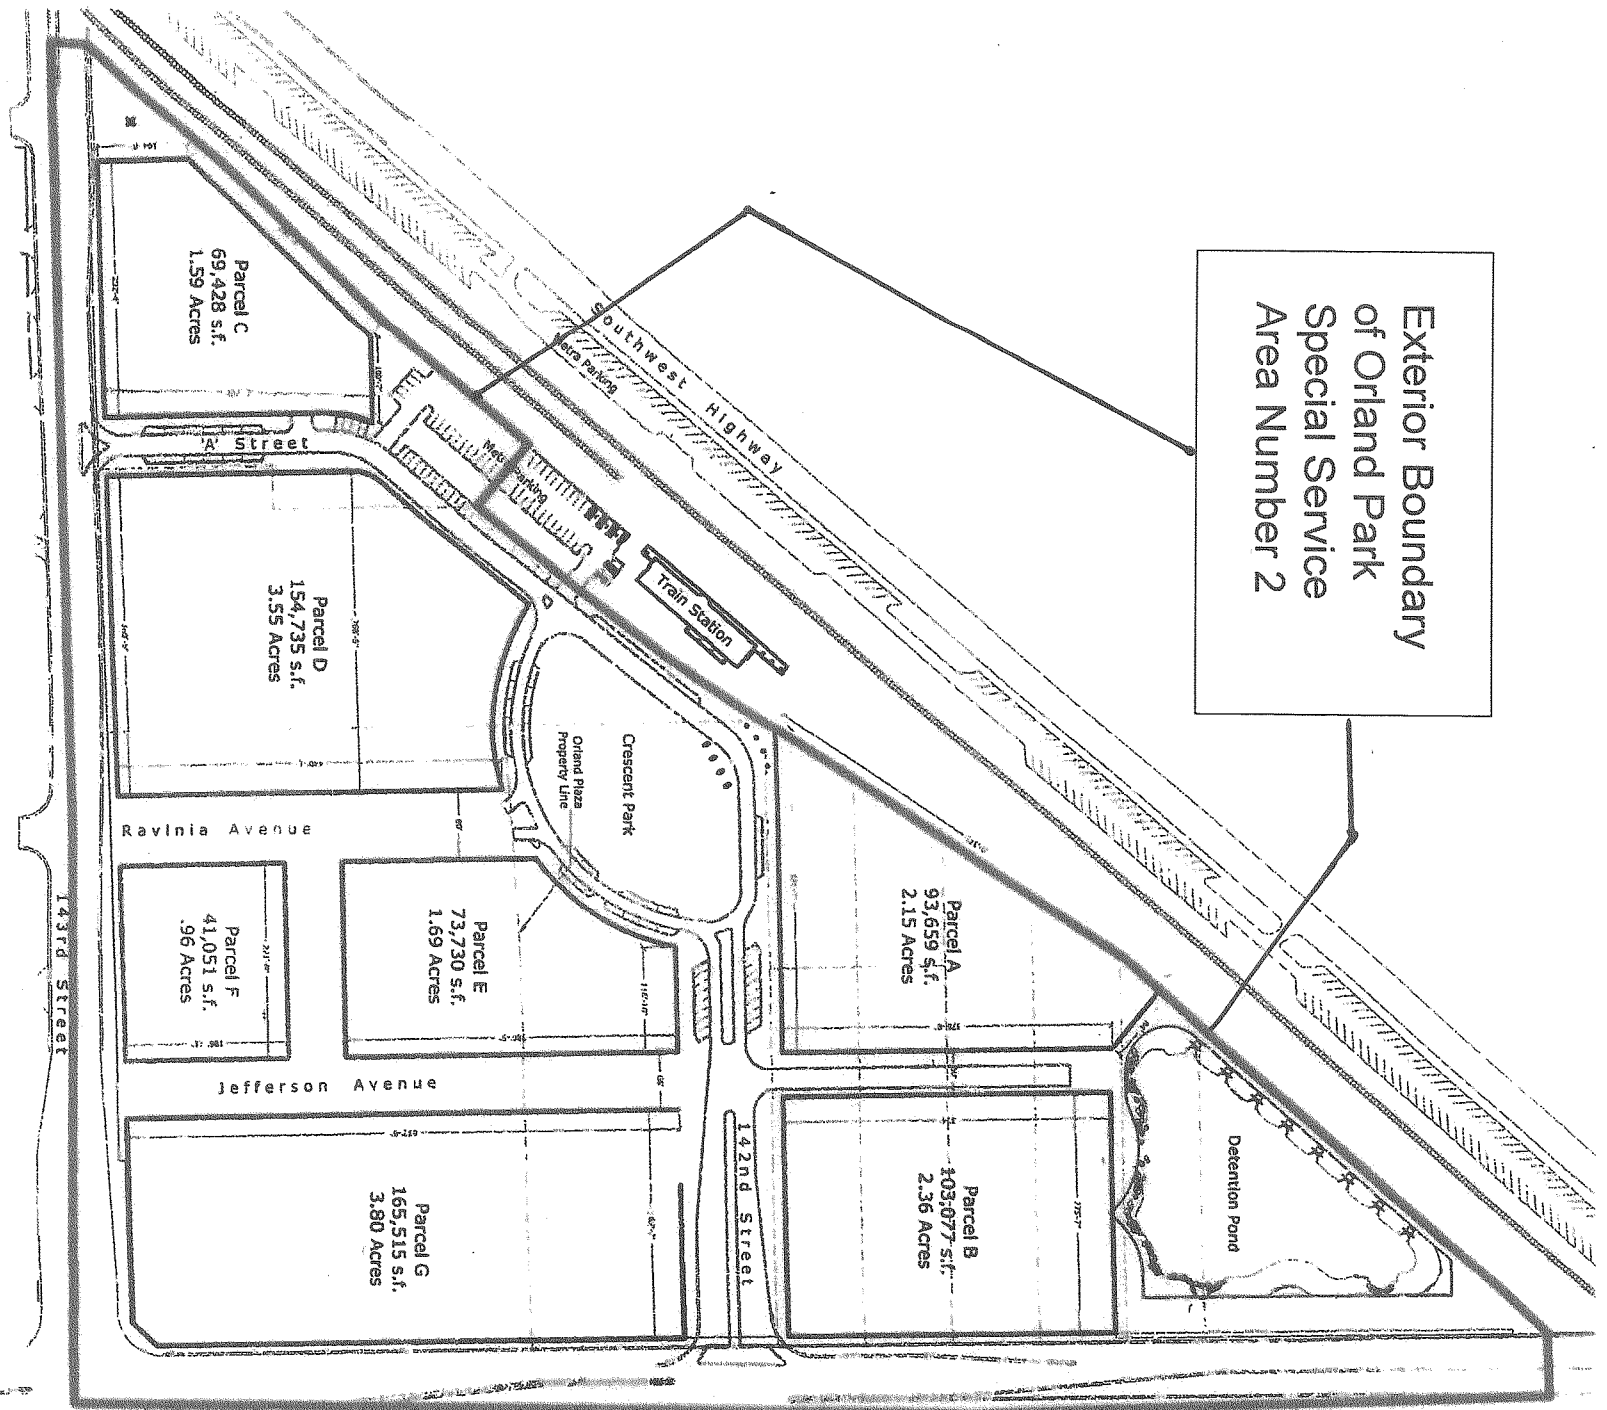 Exterior Boundary
of Orland Park
Special Service
Area Number 2
Southwest Highway
Metra Parking
Train Station
Parcel C
69,428 s.f.
1.59 Acres
'A' Street
Parcel D
154,735 s.f.
3.55 Acres
Crescent Park
Orland Plaza
Property Line
Ravinia Avenue
Parcel A
93,659 s.f.
2.15 Acres
Parcel E
73,730 s.f.
1.69 Acres
Parcel F
41,051 s.f.
.96 Acres
143rd Street
Jefferson Avenue
Detention Pond
142nd Street
Parcel B
103,077 s.f.
2.36 Acres
Parcel G
165,515 s.f.
3.80 Acres